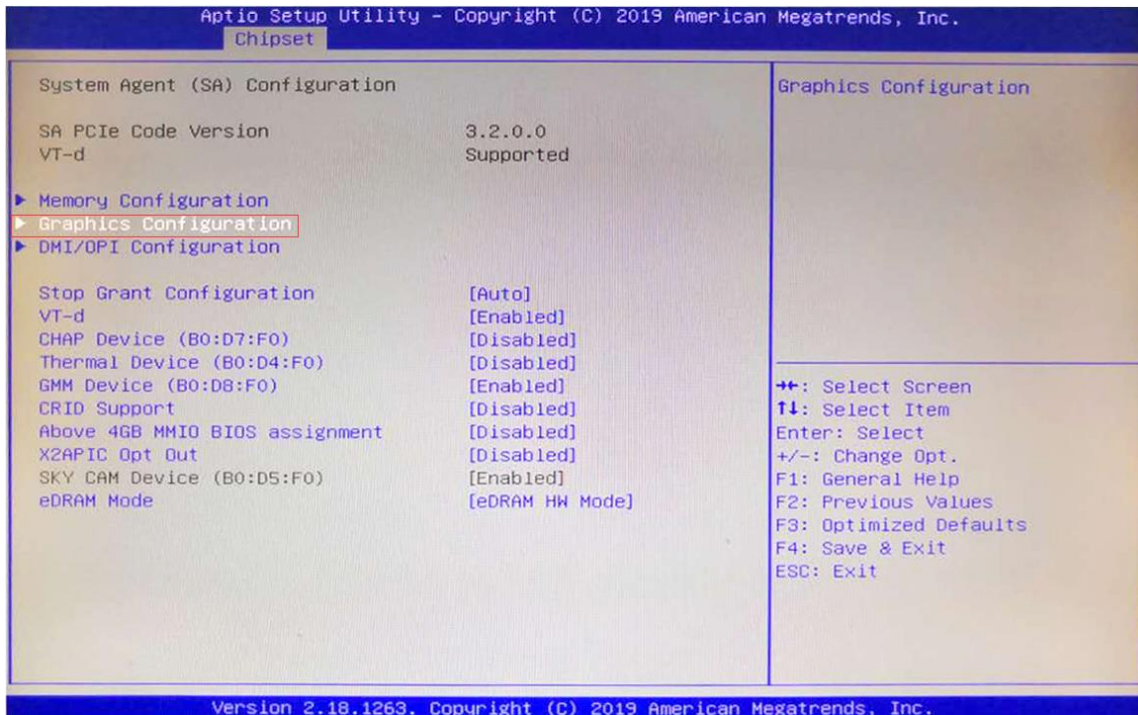 Aptio Setup Utility – Copyright (C) 2019 American Megatrends, Inc.
Chipset
System Agent (SA) Configuration
SA PCIe Code Version 3.2.0.0
VT-d Supported
Memory Configuration
Graphics Configuration
DMI/OPI Configuration
Stop Grant Configuration [Auto]
VT-d [Enabled]
CHAP Device (B0:D7:F0) [Disabled]
Thermal Device (B0:D4:F0) [Disabled]
GMM Device (B0:D8:F0) [Enabled]
CRID Support [Disabled]
Above 4GB MMIO BIOS assignment [Disabled]
X2APIC Opt Out [Disabled]
SKY CAM Device (B0:D5:F0) [Enabled]
eDRAM Mode [eDRAM HW Mode]
Graphics Configuration
→←: Select Screen
↑↓: Select Item
Enter: Select
+/-: Change Opt.
F1: General Help
F2: Previous Values
F3: Optimized Defaults
F4: Save & Exit
ESC: Exit
Version 2.18.1263. Copyright (C) 2019 American Megatrends, Inc.